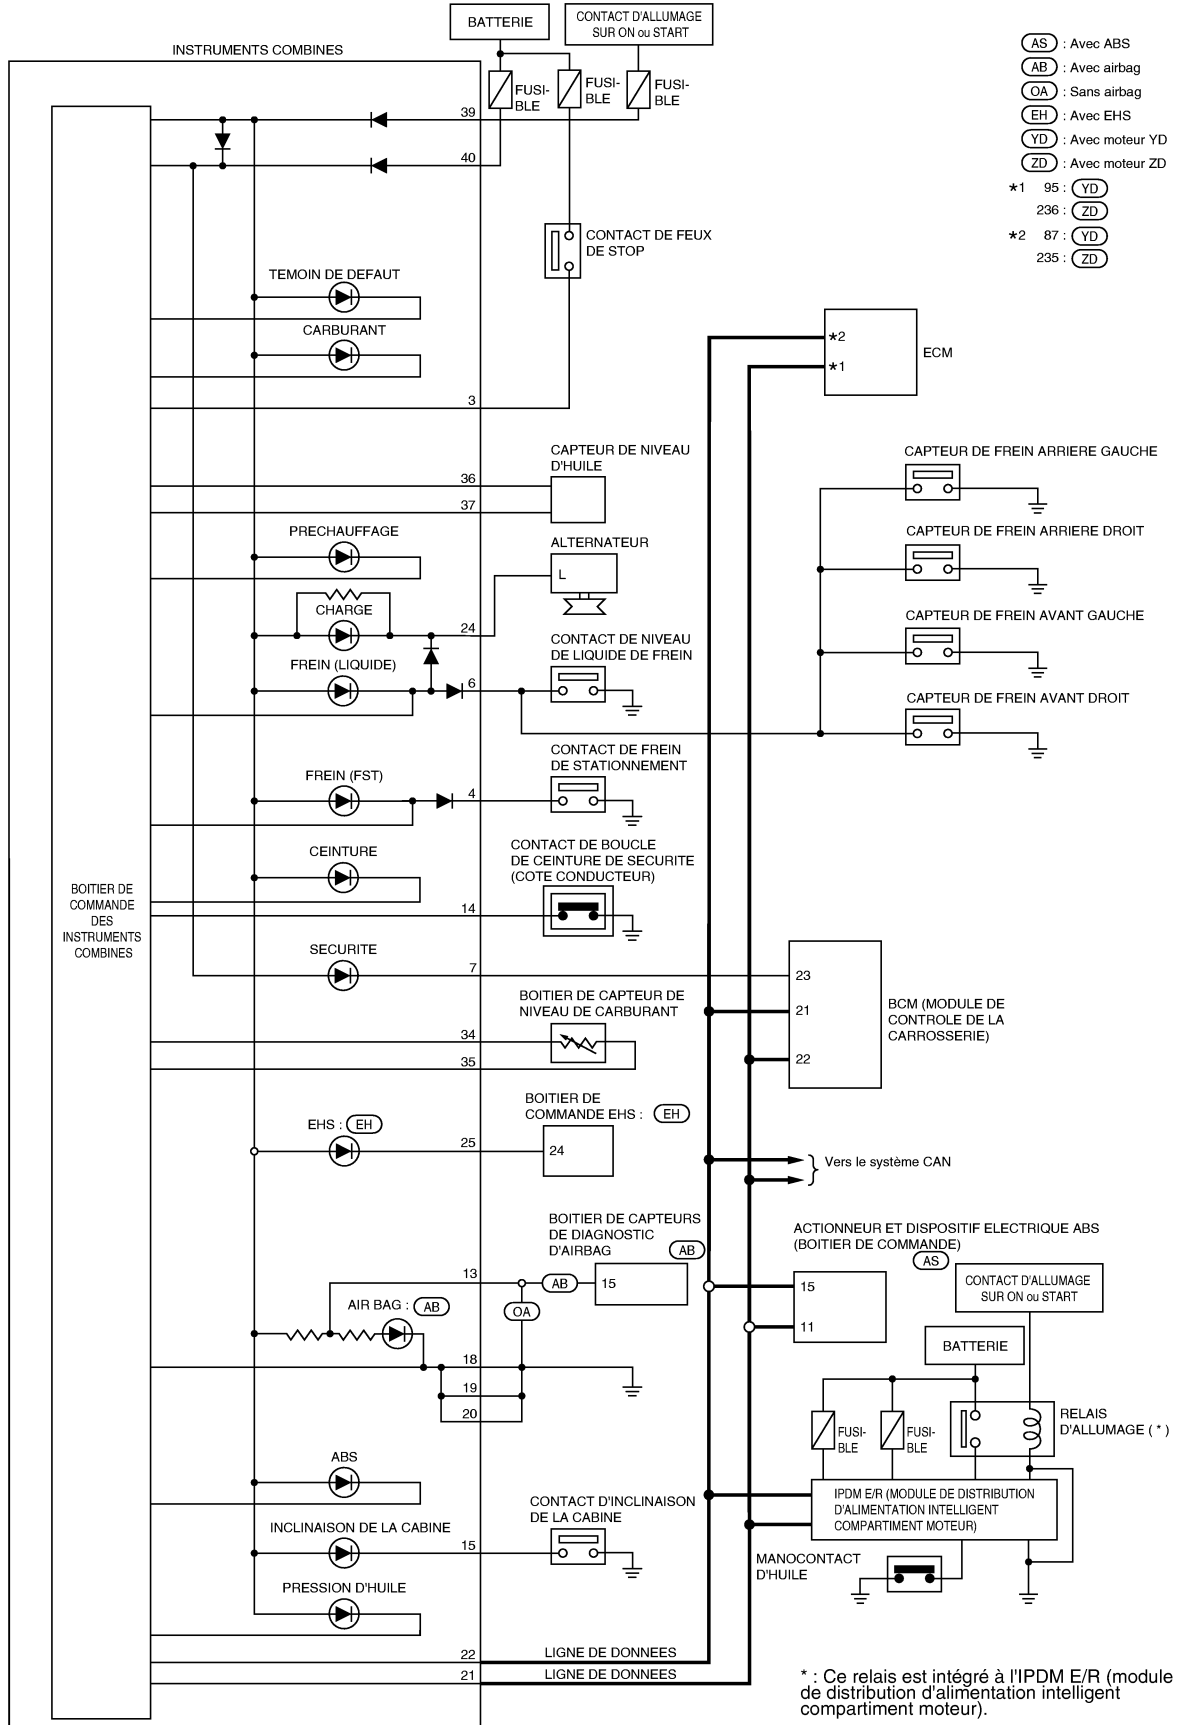 BATTERIE
CONTACT D'ALLUMAGE
SUR ON ou START
INSTRUMENTS COMBINES
AS : Avec ABS
AB : Avec airbag
OA : Sans airbag
EH : Avec EHS
YD : Avec moteur YD
ZD : Avec moteur ZD
*1 95 : YD
236 : ZD
*2 87 : YD
235 : ZD
FUSI-
BLE
FUSI-
BLE
FUSI-
BLE
39
40
CONTACT DE FEUX
DE STOP
TEMOIN DE DEFAUT
CARBURANT
3
*2
*1
ECM
CAPTEUR DE NIVEAU
D'HUILE
36
37
CAPTEUR DE FREIN ARRIERE GAUCHE
PRECHAUFFAGE
ALTERNATEUR
L
CAPTEUR DE FREIN ARRIERE DROIT
CHARGE
24
CONTACT DE NIVEAU
DE LIQUIDE DE FREIN
CAPTEUR DE FREIN AVANT GAUCHE
FREIN (LIQUIDE)
6
CAPTEUR DE FREIN AVANT DROIT
CONTACT DE FREIN
DE STATIONNEMENT
FREIN (FST)
4
CONTACT DE BOUCLE
DE CEINTURE DE SECURITE
(COTE CONDUCTEUR)
CEINTURE
14
BOITIER DE
COMMANDE
DES
INSTRUMENTS
COMBINES
SECURITE
7
23
21
22
BCM (MODULE DE
CONTROLE DE LA
CARROSSERIE)
BOITIER DE CAPTEUR DE
NIVEAU DE CARBURANT
34
35
BOITIER DE
COMMANDE EHS : EH
EHS : EH
25
24
Vers le système CAN
BOITIER DE CAPTEURS
DE DIAGNOSTIC
D'AIRBAG AB
13
AB
15
OA
AIR BAG : AB
18
19
20
ACTIONNEUR ET DISPOSITIF ELECTRIQUE ABS
(BOITIER DE COMMANDE)
AS
15
11
CONTACT D'ALLUMAGE
SUR ON ou START
BATTERIE
FUSI-
BLE
FUSI-
BLE
RELAIS
D'ALLUMAGE ( * )
ABS
IPDM E/R (MODULE DE DISTRIBUTION
D'ALIMENTATION INTELLIGENT
COMPARTIMENT MOTEUR)
CONTACT D'INCLINAISON
DE LA CABINE
INCLINAISON DE LA CABINE
15
MANOCONTACT
D'HUILE
PRESSION D'HUILE
22
LIGNE DE DONNEES
21
LIGNE DE DONNEES
* : Ce relais est intégré à l'IPDM E/R (module
de distribution d'alimentation intelligent
compartiment moteur).